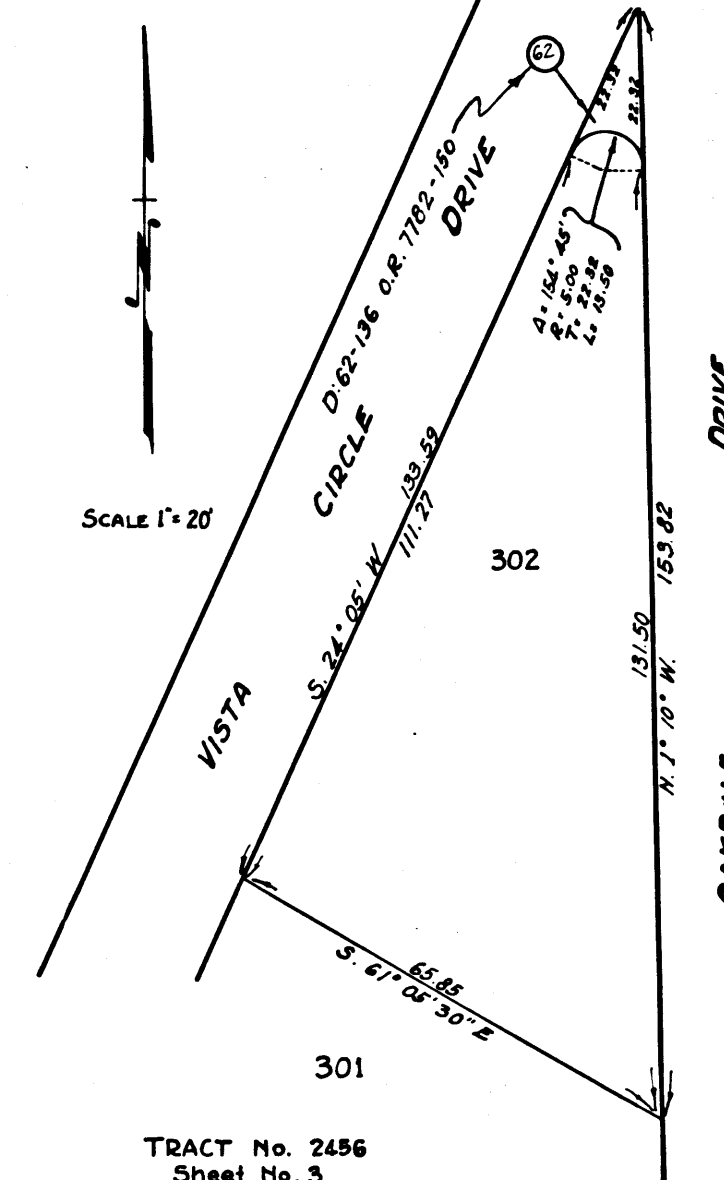 62
22.32
22.32
D:62-136 O.R. 7782-150
DRIVE
Δ= 154° 45'
R= 5.00
T= 22.32
L= 13.50
DRIVE
CIRCLE
133.59
111.27
SCALE 1"= 20'
302
153.82
S. 24° 05' W
131.50
N. 1° 10° W.
VISTA
65.85
S. 61° 05' 30" E
301
TRACT No. 2456
Sheet No. 3